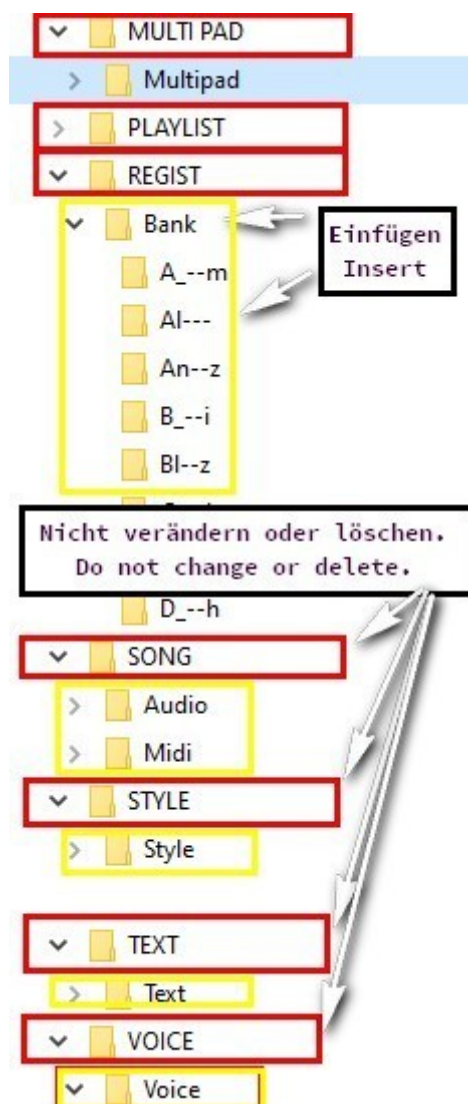 MULTI PAD
Multipad
PLAYLIST
REGIST
Bank
Einfügen
Insert
A_--m
Al---
An--z
B_--i
Bl--z
Nicht verändern oder löschen.
Do not change or delete.
D_--h
SONG
Audio
Midi
STYLE
Style
TEXT
Text
VOICE
Voice